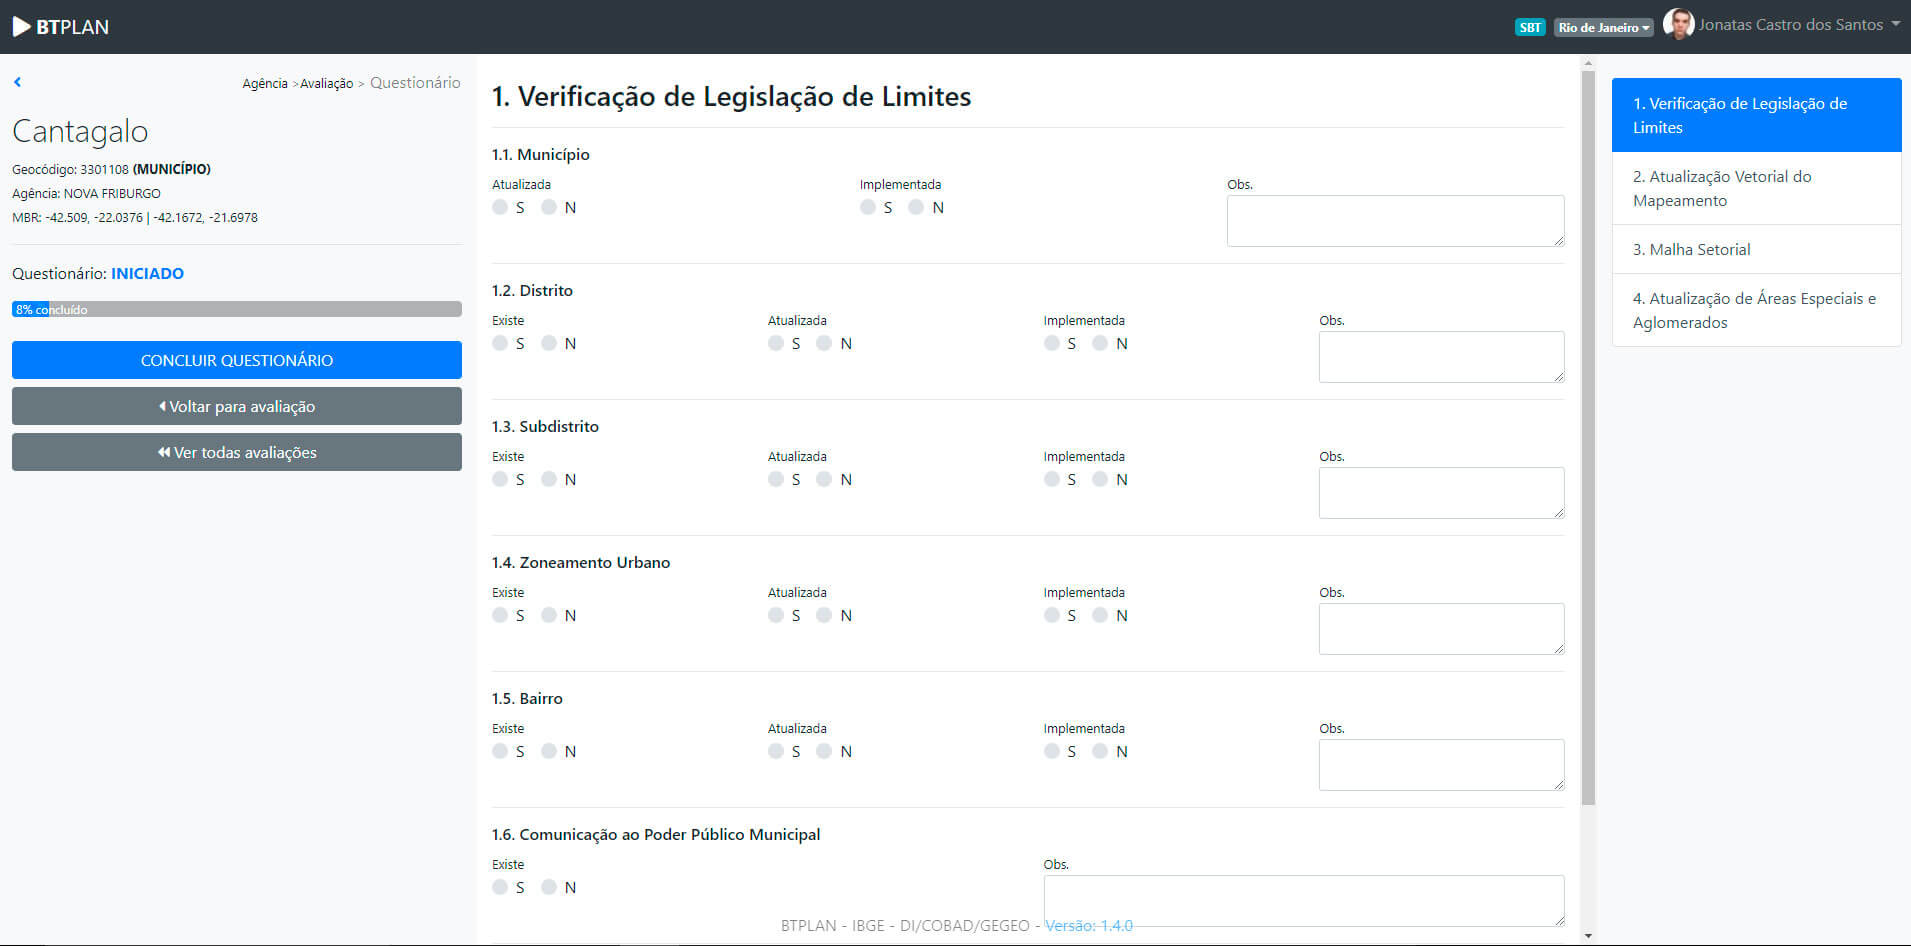 BTPLAN
SBT Rio de Janeiro Jonatas Castro dos Santos
Agência > Avaliação > Questionário
Cantagalo
Geocódigo: 3301108 (MUNICÍPIO)
Agência: NOVA FRIBURGO
MBR: -42.509, -22.0376 | -42.1672, -21.6978
Questionário: INICIADO
8% concluído
CONCLUIR QUESTIONÁRIO
Voltar para avaliação
Ver todas avaliações
1. Verificação de Legislação de Limites
1.1. Município
Atualizada Implementada Obs.
S N S N
1.2. Distrito
Existe Atualizada Implementada Obs.
S N S N S N
1.3. Subdistrito
Existe Atualizada Implementada Obs.
S N S N S N
1.4. Zoneamento Urbano
Existe Atualizada Implementada Obs.
S N S N S N
1.5. Bairro
Existe Atualizada Implementada Obs.
S N S N S N
1.6. Comunicação ao Poder Público Municipal
Existe Obs.
S N
BTPLAN - IBGE - DI/COBAD/GEGEO - Versão: 1.4.0
1. Verificação de Legislação de
Limites
2. Atualização Vetorial do
Mapeamento
3. Malha Setorial
4. Atualização de Áreas Especiais e
Aglomerados